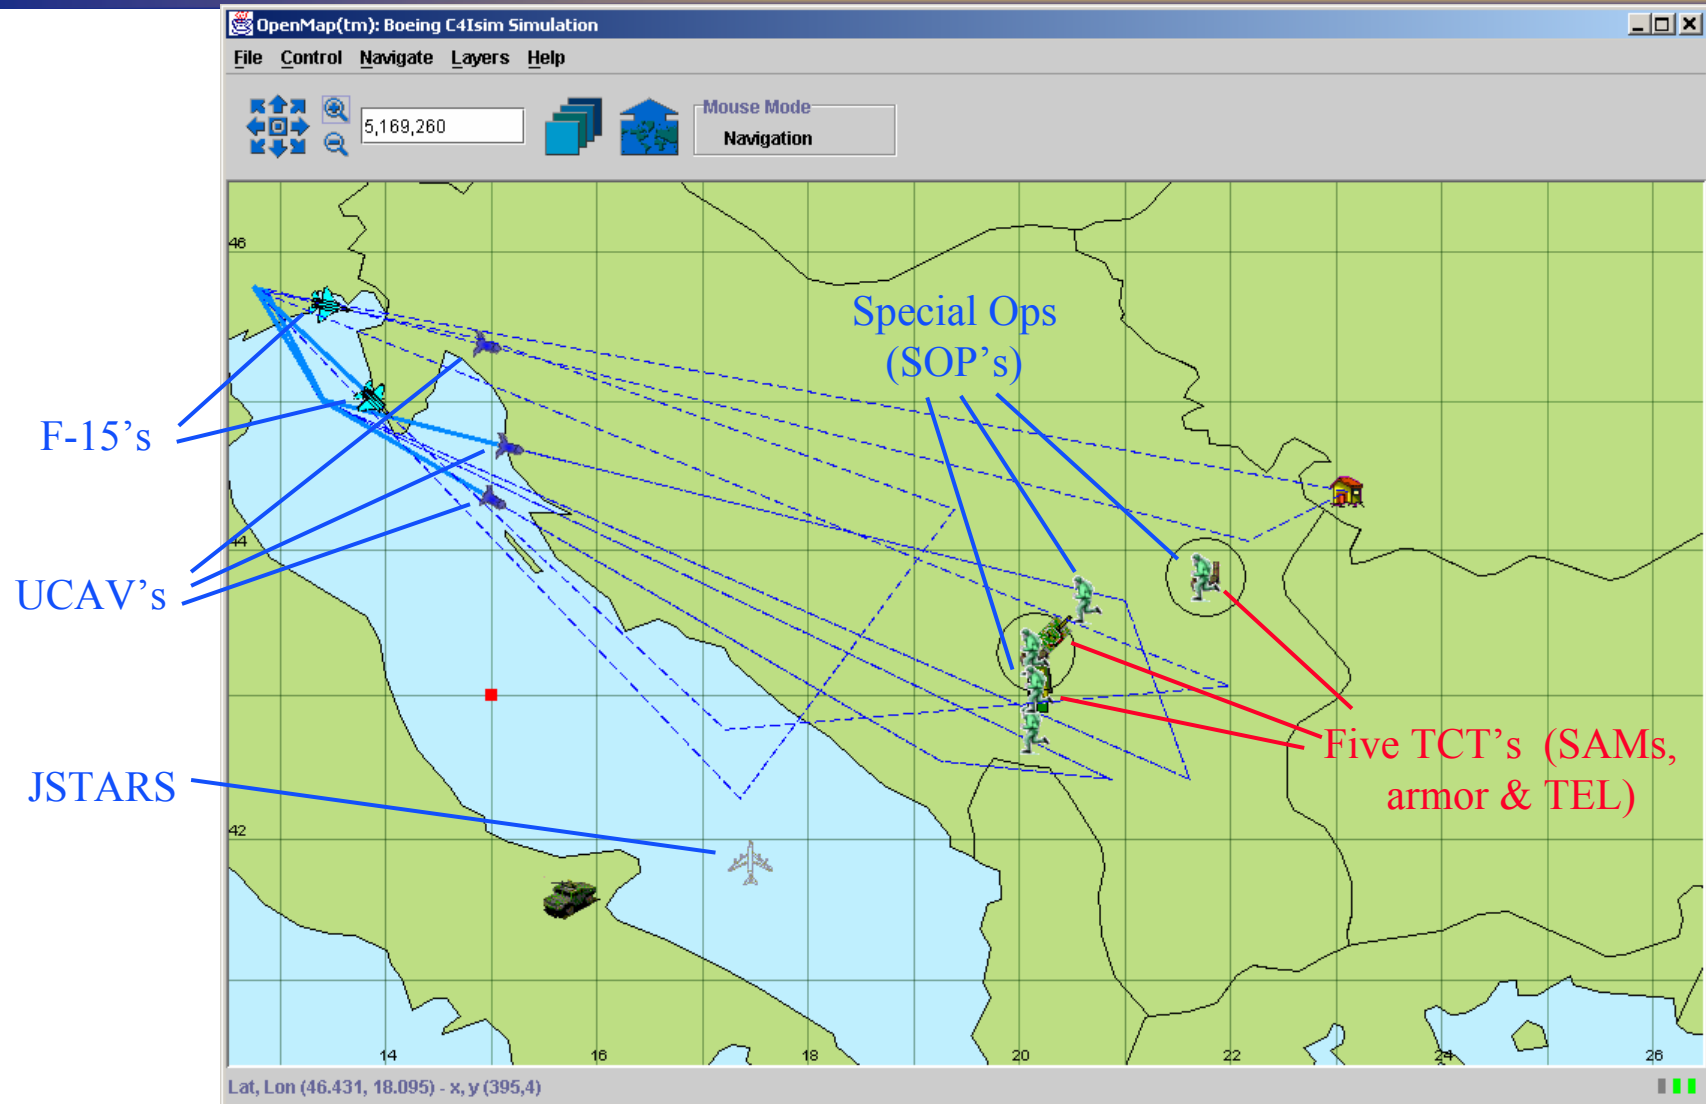 OpenMap(tm): Boeing C4Isim Simulation
File Control Navigate Layers Help
Mouse Mode
5,169,260
Navigation
46
Special Ops
(SOP's)
F-15's
44
UCAV's
Five TCT's (SAMs,
armor & TEL)
JSTARS
42
14 16 18 20 22 24 26
Lat, Lon (46.431, 18.095) - x, y (395,4)